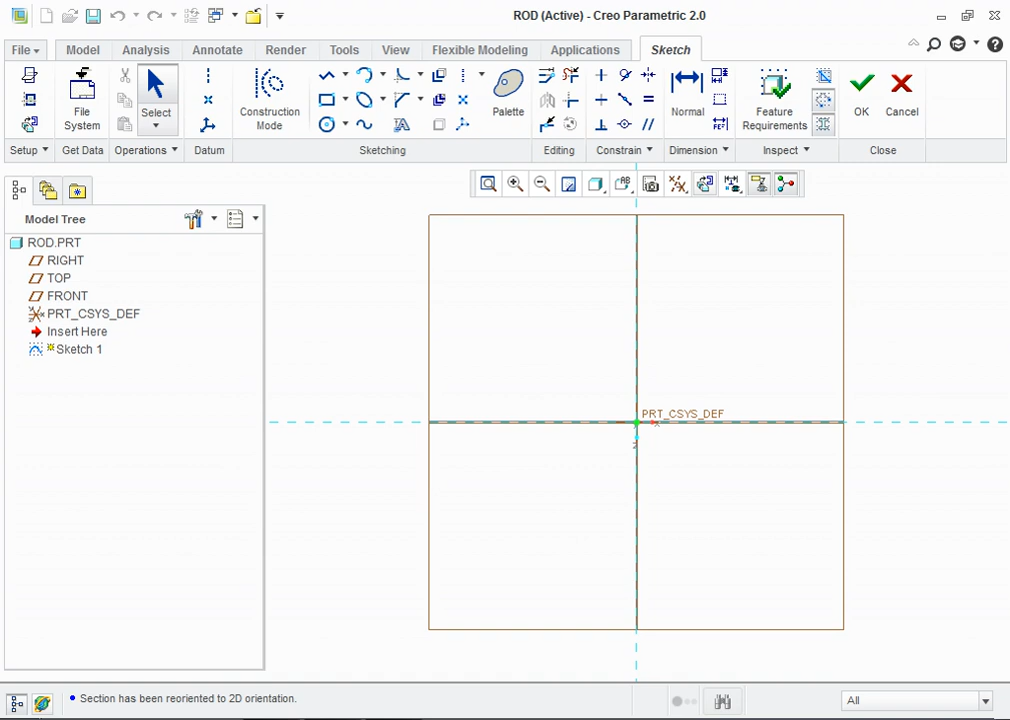 ROD (Active) - Creo Parametric 2.0
File Model Analysis Annotate Render Tools View Flexible Modeling Applications Sketch
File System
Select
Construction Mode
Palette
Normal
Feature Requirements
OK
Cancel
Setup Get Data Operations Datum Sketching Editing Constrain Dimension Inspect Close
Model Tree
ROD.PRT
RIGHT
TOP
FRONT
PRT_CSYS_DEF
Insert Here
Sketch 1
PRT_CSYS_DEF
X
Z
Section has been reoriented to 2D orientation.
All